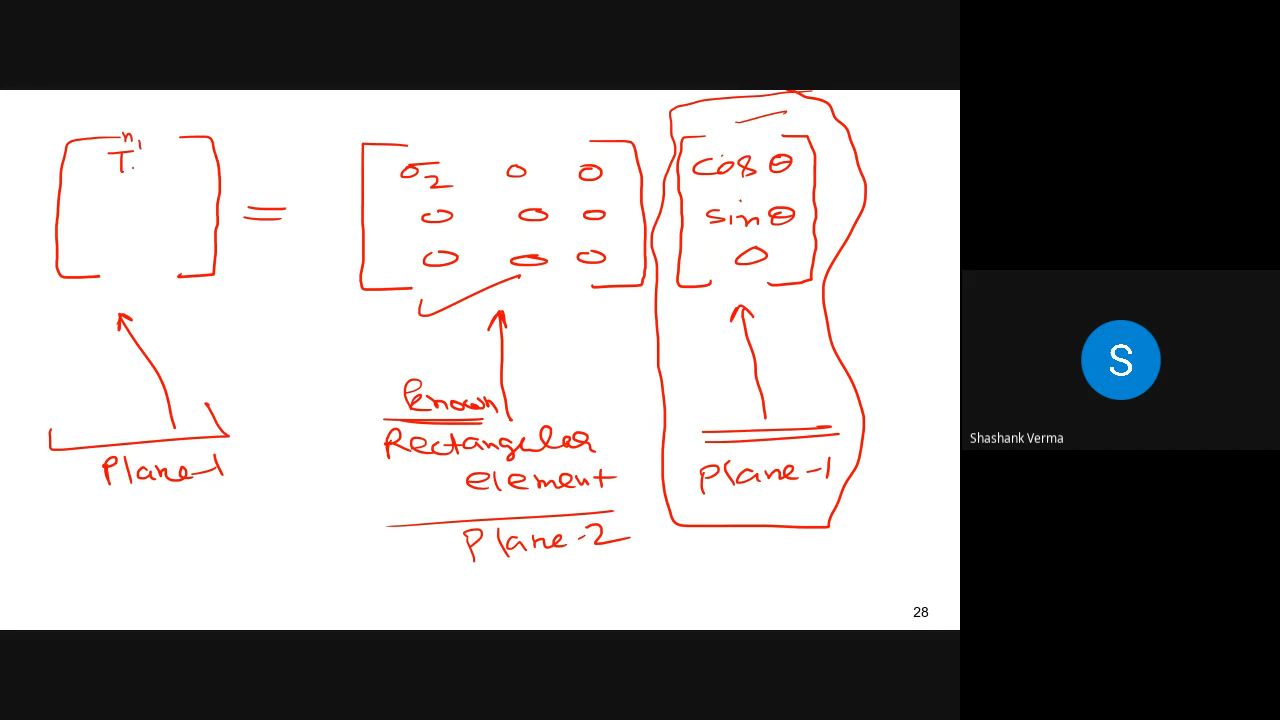 n₁
T = σ₂ 0 0 cos θ
0 0 0 sin θ
0 0 0 0
known
Rectangular
element
Plane-1
Plane-2
Plane-1
28
S
Shashank Verma